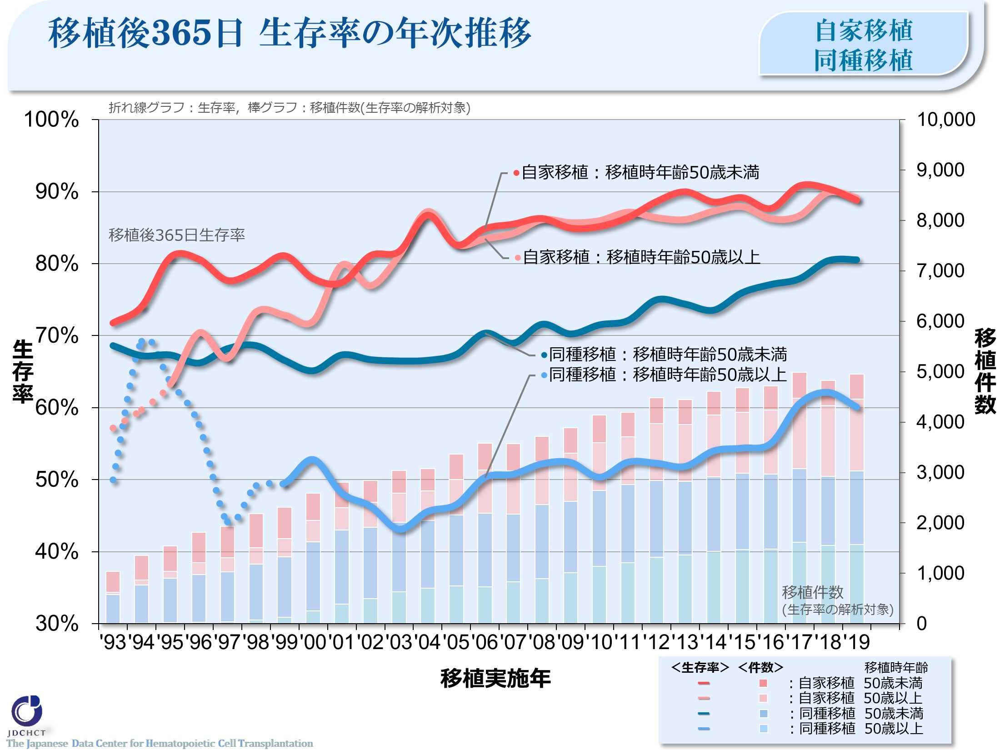 移植後365日 生存率の年次推移
自家移植
同種移植
折れ線グラフ：生存率，棒グラフ：移植件数(生存率の解析対象)
100%
90%
80%
70%
60%
50%
40%
30%
生存率
移植後365日生存率
自家移植：移植時年齢50歳未満
自家移植：移植時年齢50歳以上
同種移植：移植時年齢50歳未満
同種移植：移植時年齢50歳以上
移植件数
(生存率の解析対象)
10,000
9,000
8,000
7,000
6,000
5,000
4,000
3,000
2,000
1,000
0
移植件数
'93 '94 '95 '96 '97 '98 '99 '00 '01 '02 '03 '04 '05 '06 '07 '08 '09 '10 '11 '12 '13 '14 '15 '16 '17 '18 '19
移植実施年
＜生存率＞ ＜件数＞ 移植時年齢
：自家移植 50歳未満
：自家移植 50歳以上
：同種移植 50歳未満
：同種移植 50歳以上
JDCHCT
The Japanese Data Center for Hematopoietic Cell Transplantation